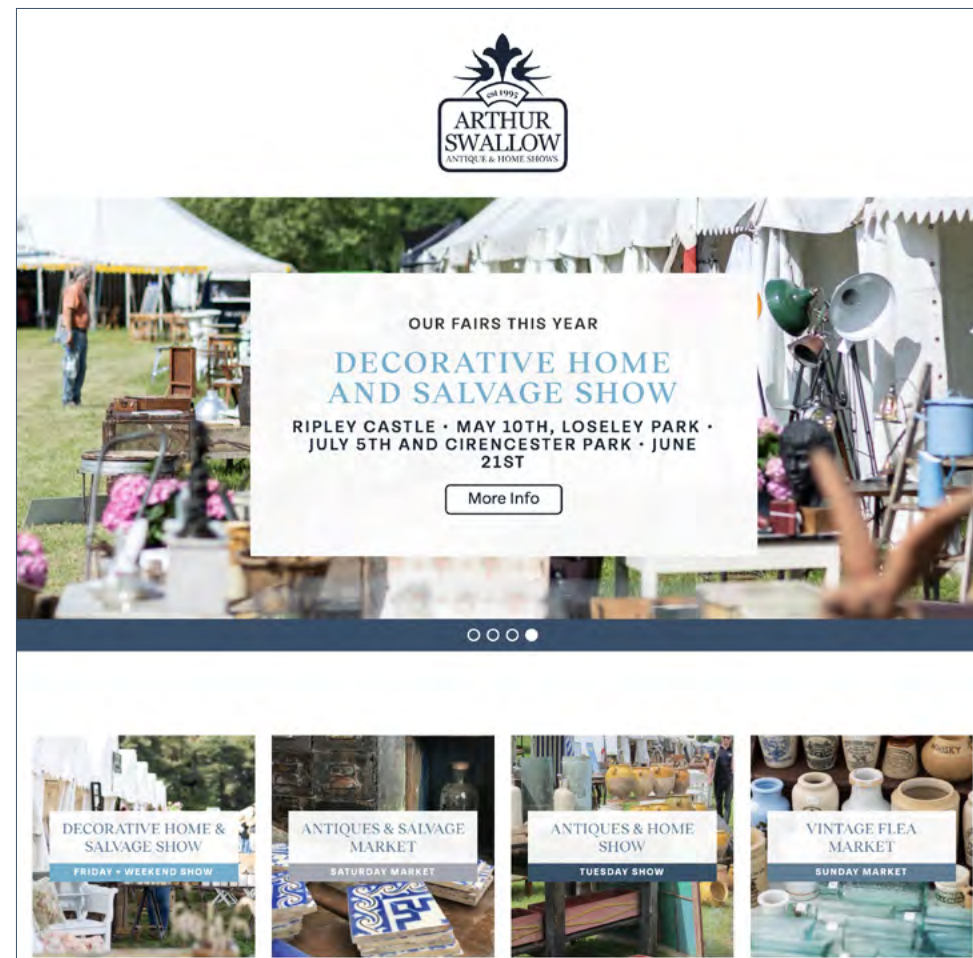 est 1995
ARTHUR
SWALLOW
ANTIQUE & HOME SHOWS
OUR FAIRS THIS YEAR
DECORATIVE HOME
AND SALVAGE SHOW
RIPLEY CASTLE • MAY 10TH, LOSELEY PARK •
JULY 5TH AND CIRENCESTER PARK • JUNE
21ST
More Info
DECORATIVE HOME &
SALVAGE SHOW
FRIDAY + WEEKEND SHOW
ANTIQUES & SALVAGE
MARKET
SATURDAY MARKET
ANTIQUES & HOME
SHOW
TUESDAY SHOW
VINTAGE FLEA
MARKET
SUNDAY MARKET
WHISKY